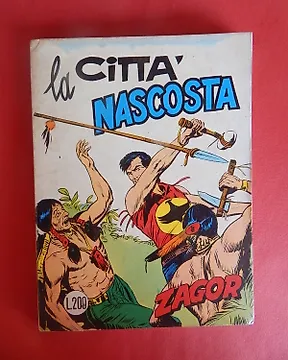 la CITTA'
NASCOSTA
L.200
ZAGOR